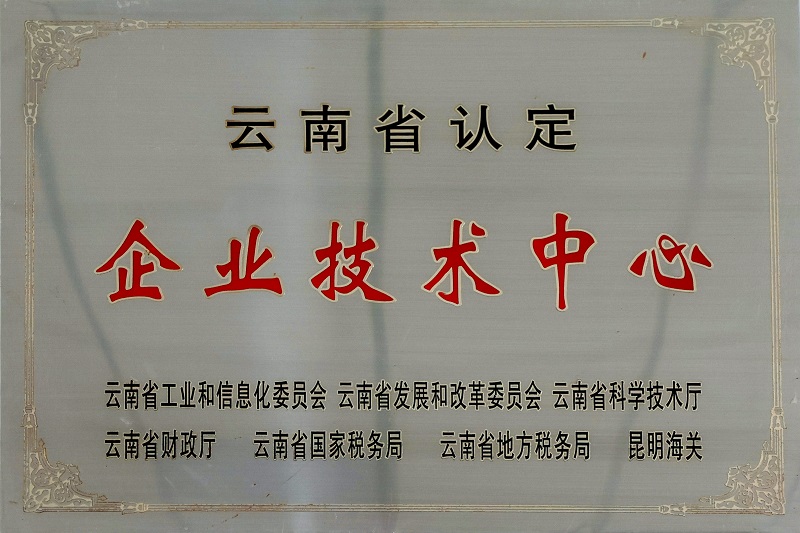 云南省认定
企业技术中心
云南省工业和信息化委员会 云南省发展和改革委员会 云南省科学技术厅
云南省财政厅 云南省国家税务局 云南省地方税务局 昆明海关